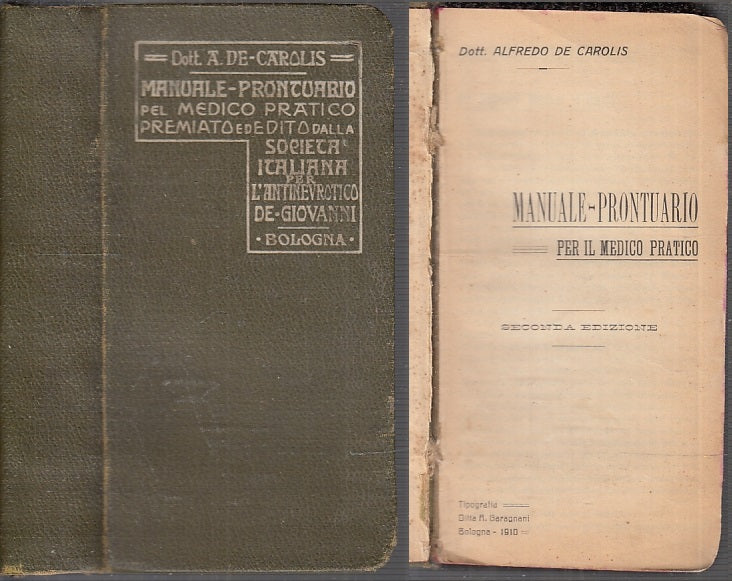 Dott. A. DE-CAROLIS
MANUALE-PRONTUARIO
PEL MEDICO PRATICO
PREMIATO ED EDITO DALLA
SOCIETA'
ITALIANA
PER
L'ANTINEVROTICO
DE-GIOVANNI
•BOLOGNA•
Dott. ALFREDO DE CAROLIS
MANUALE-PRONTUARIO
PER IL MEDICO PRATICO
SECONDA EDIZIONE
Tipografia
Ditta A. Garagnani
Bologna - 1910